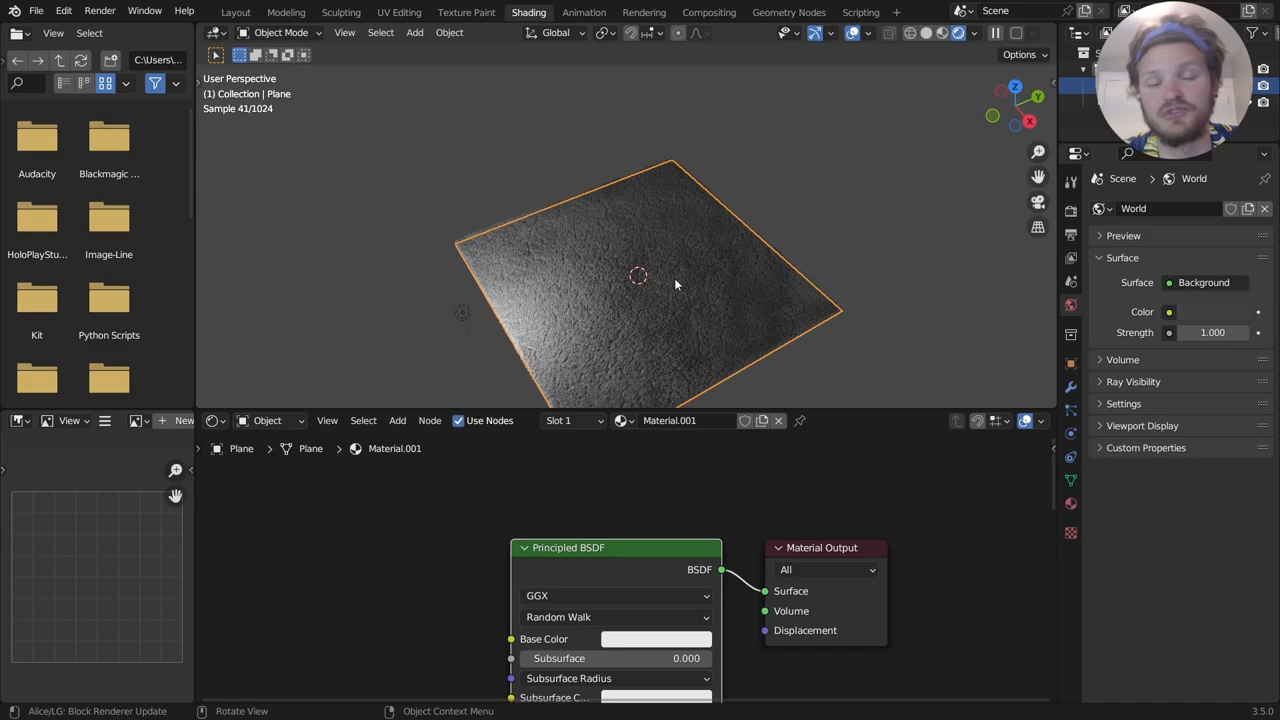 File Edit Render Window Help
Layout Modeling Sculpting UV Editing Texture Paint Shading Animation Rendering Compositing Geometry Nodes Scripting
Scene
View Select
Object Mode View Select Add Object
Global
C:\Users\...
Options
User Perspective
(1) Collection | Plane
Sample 41/1024
Z
Y
X
Audacity
Blackmagic ...
HoloPlayStu...
Image-Line
Kit
Python Scripts
Scene > World
World
Preview
Surface
Surface Background
Color
Strength 1.000
Volume
Ray Visibility
Settings
Viewport Display
Custom Properties
View
New
Object View Select Add Node Use Nodes Slot 1 Material.001
Plane > Plane > Material.001
Principled BSDF
BSDF
GGX
Random Walk
Base Color
Subsurface 0.000
Subsurface Radius
Subsurface C...
Material Output
All
Surface
Volume
Displacement
Alice/LG: Block Renderer Update
Rotate View
Object Context Menu
3.5.0